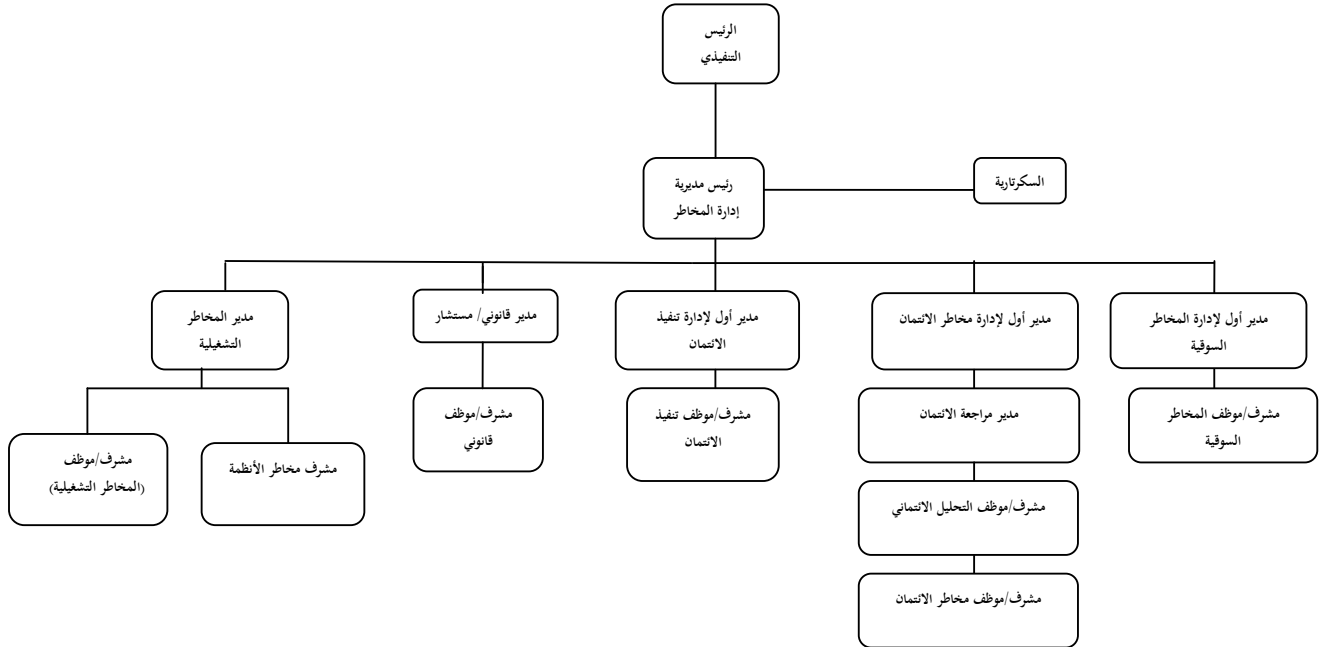 الرئيس
التنفيذي
رئيس مديرية
إدارة المخاطر
السكرتارية
مدير أول لإدارة المخاطر
السوقية
مدير أول لإدارة مخاطر الائتمان
مدير أول لإدارة تنفيذ
الائتمان
مدير قانوني/ مستشار
مدير المخاطر
التشغيلية
مشرف/موظف المخاطر
السوقية
مدير مراجعة الائتمان
مشرف/موظف تنفيذ
الائتمان
مشرف/موظف
قانوني
مشرف مخاطر الأنظمة
مشرف/موظف
(المخاطر التشغيلية)
مشرف/موظف التحليل الائتماني
مشرف/موظف مخاطر الائتمان